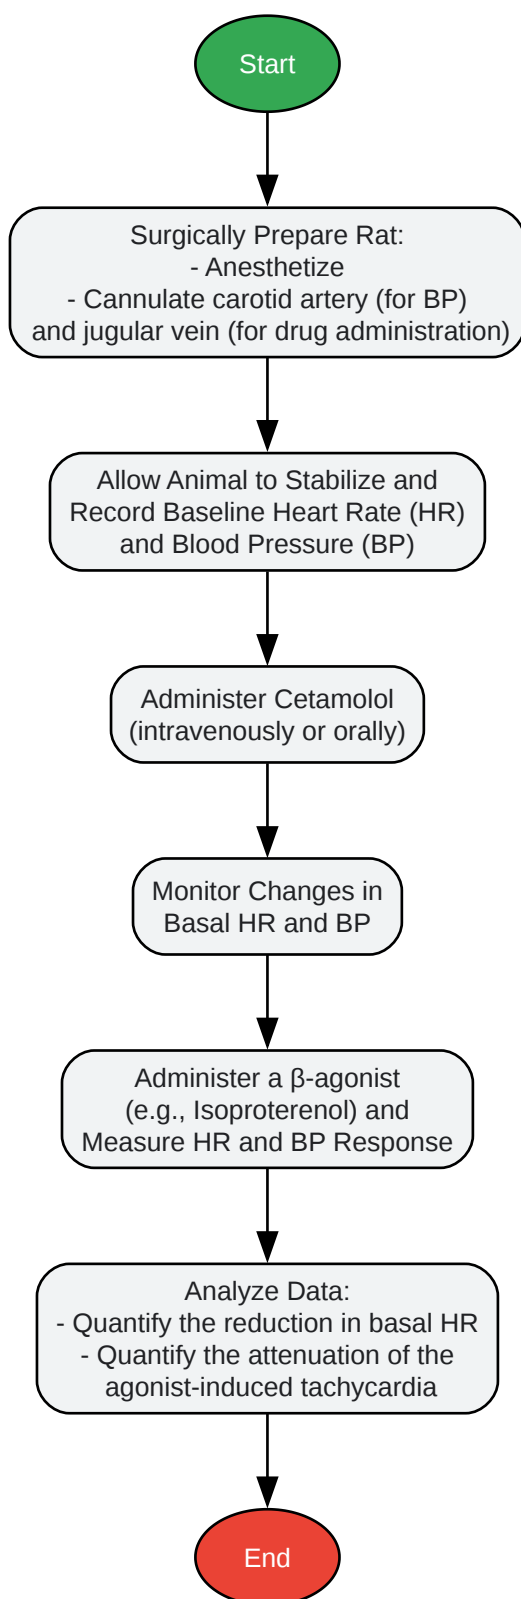 Start
Surgically Prepare Rat:
- Anesthetize
- Cannulate carotid artery (for BP)
and jugular vein (for drug administration)
Allow Animal to Stabilize and
Record Baseline Heart Rate (HR)
and Blood Pressure (BP)
Administer Cetamolol
(intravenously or orally)
Monitor Changes in
Basal HR and BP
Administer a β-agonist
(e.g., Isoproterenol) and
Measure HR and BP Response
Analyze Data:
- Quantify the reduction in basal HR
- Quantify the attenuation of the
agonist-induced tachycardia
End